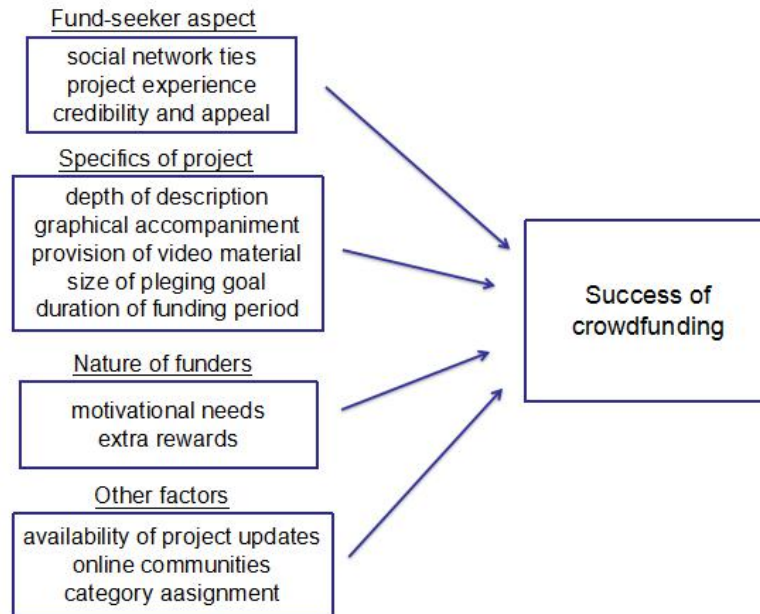 Fund-seeker aspect
social network ties
project experience
credibility and appeal
Specifics of project
depth of description
graphical accompaniment
provision of video material
size of pleging goal
duration of funding period
Nature of funders
motivational needs
extra rewards
Other factors
availability of project updates
online communities
category aasignment
Success of
crowdfunding